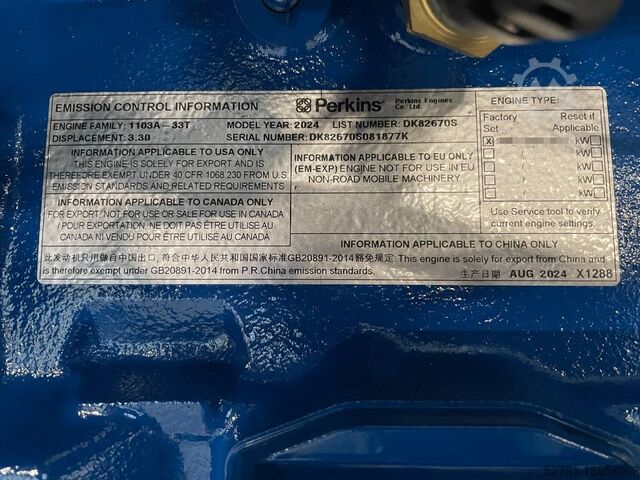 EMISSION CONTROL INFORMATION
Perkins
Perkins Engines
Co. Ltd.
ENGINE FAMILY: 1103A-33T MODEL YEAR: 2024 LIST NUMBER: DK82670S
DISPLACEMENT: 3.30 SERIAL NUMBER: DK82670S081877K
INFORMATION APPLICABLE TO USA ONLY
THIS ENGINE IS SOLELY FOR EXPORT AND IS
THEREFORE EXEMPT UNDER 40 CFR 1068.230 FROM U.S.
EMISSION STANDARDS AND RELATED REQUIREMENTS
INFORMATION APPLICABLE TO CANADA ONLY
FOR EXPORT/NOT FOR USE OR SALE FOR USE IN CANADA
/POUR EXPORTATION. NE DOIT PAS ETRE UTILISE AU
CANADA NI VENDU POUR ETRE UTILISE AU CANADA
INFORMATION APPLICABLE TO EU ONLY
(EM-EXP) ENGINE NOT FOR USE IN EU
NON-ROAD MOBILE MACHINERY
ENGINE TYPE:
Factory Set
Reset if Applicable
X kW
kW
kW
kW
Use Service tool to verify
current engine settings.
INFORMATION APPLICABLE TO CHINA ONLY
此发动机只用做自中国出口,符合中华人民共和国国家标准GB20891-2014豁免规定. This engine is solely for export from China and
is therefore exempt under GB20891-2014 from P.R.China emission standards.
生产日期 AUG 2024 X1288